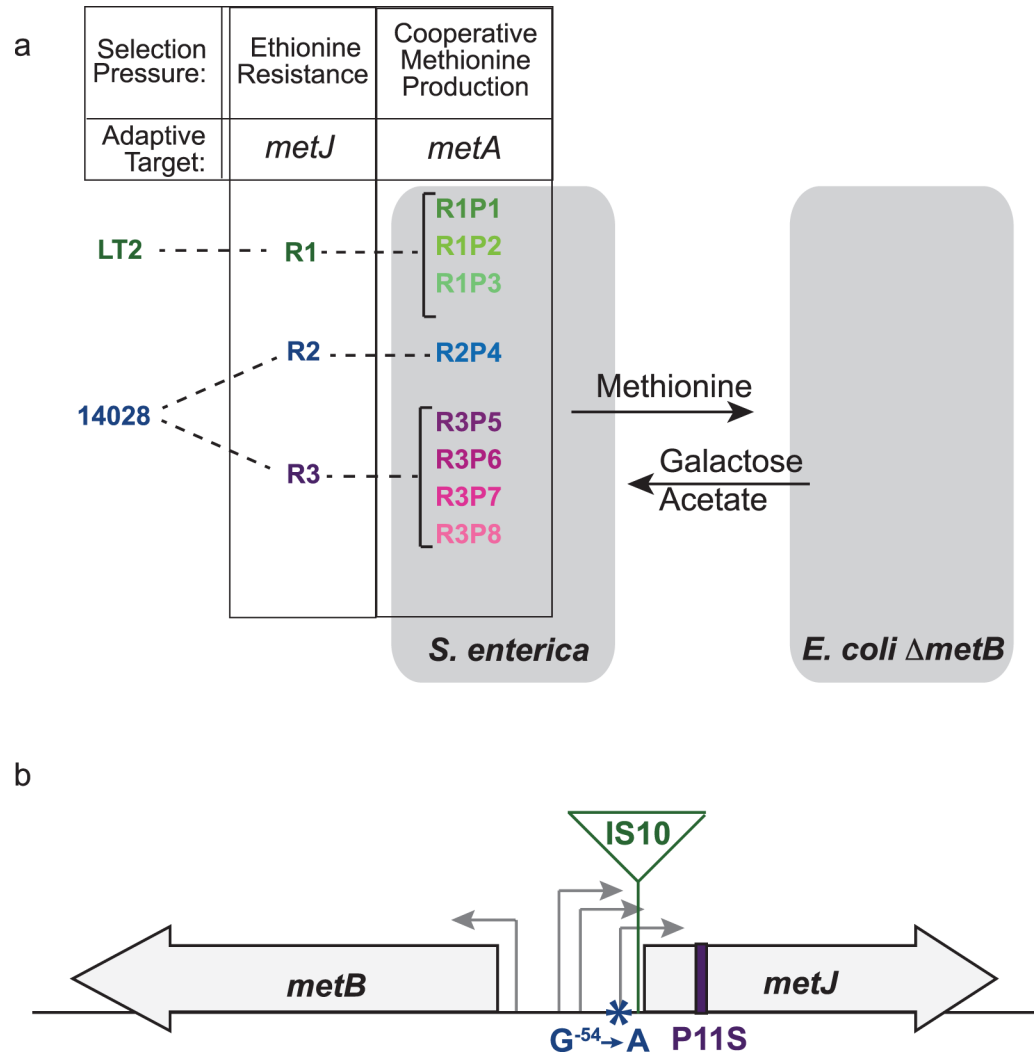 a
Selection
Pressure:
Ethionine
Resistance
Cooperative
Methionine
Production
Adaptive
Target:
metJ
metA
LT2
R1
R1P1
R1P2
R1P3
14028
R2
R2P4
R3
R3P5
R3P6
R3P7
R3P8
Methionine
Galactose
Acetate
S. enterica
E. coli ΔmetB
b
IS10
metB
metJ
G⁻⁵⁴→A
P11S